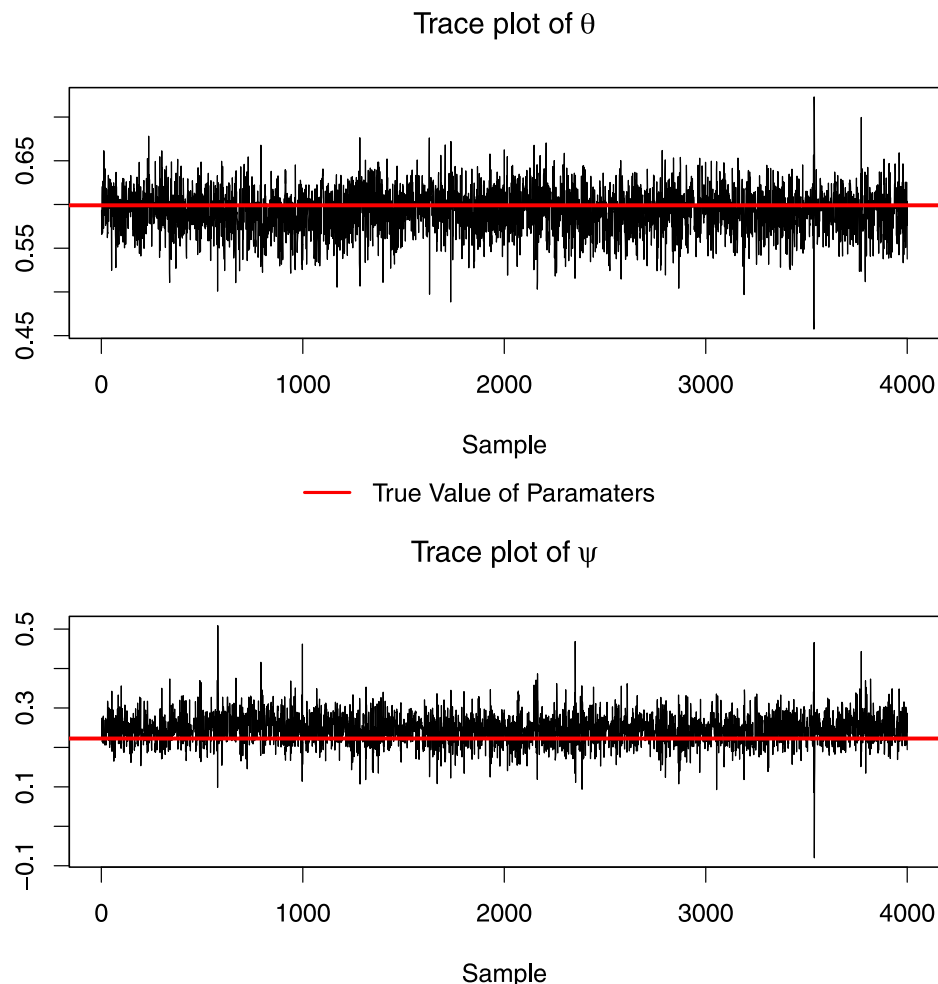 Trace plot of θ
0.65
0.55
0.45
0 1000 2000 3000 4000
Sample
True Value of Paramaters
Trace plot of ψ
0.5
0.3
0.1
−0.1
0 1000 2000 3000 4000
Sample